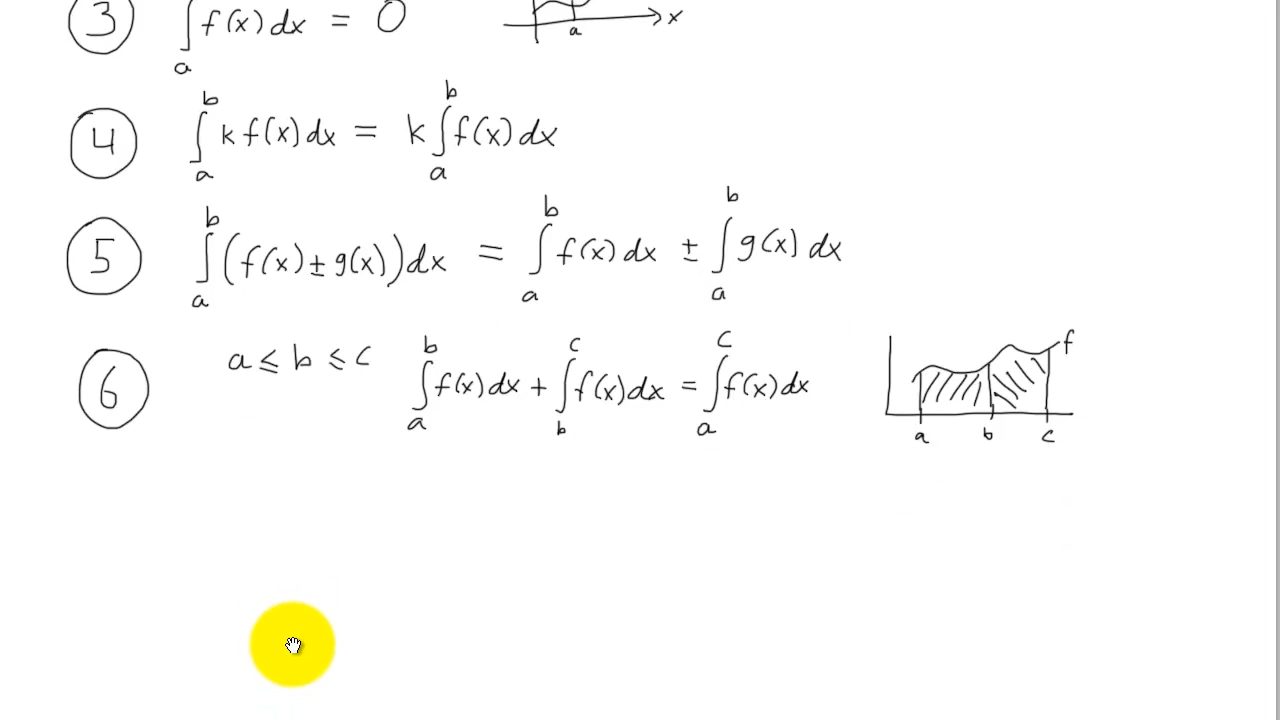 ③ ∫_a f(x) dx = 0
x
a
④ ∫_a^b k f(x) dx = k ∫_a^b f(x) dx
⑤ ∫_a^b (f(x) ± g(x)) dx = ∫_a^b f(x) dx ± ∫_a^b g(x) dx
⑥ a ≤ b ≤ c ∫_a^b f(x) dx + ∫_b^c f(x) dx = ∫_a^c f(x) dx
f
a b c